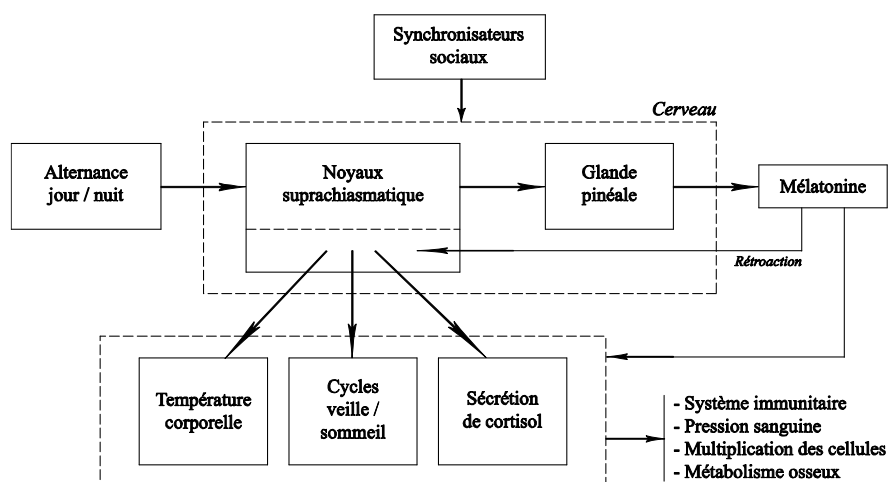 Synchronisateurs
sociaux
Cerveau
Alternance
jour / nuit
Noyaux
suprachiasmatique
Glande
pinéale
Mélatonine
Rétroaction
Température
corporelle
Cycles
veille /
sommeil
Sécrétion
de cortisol
- Système immunitaire
- Pression sanguine
- Multiplication des cellules
- Métabolisme osseux